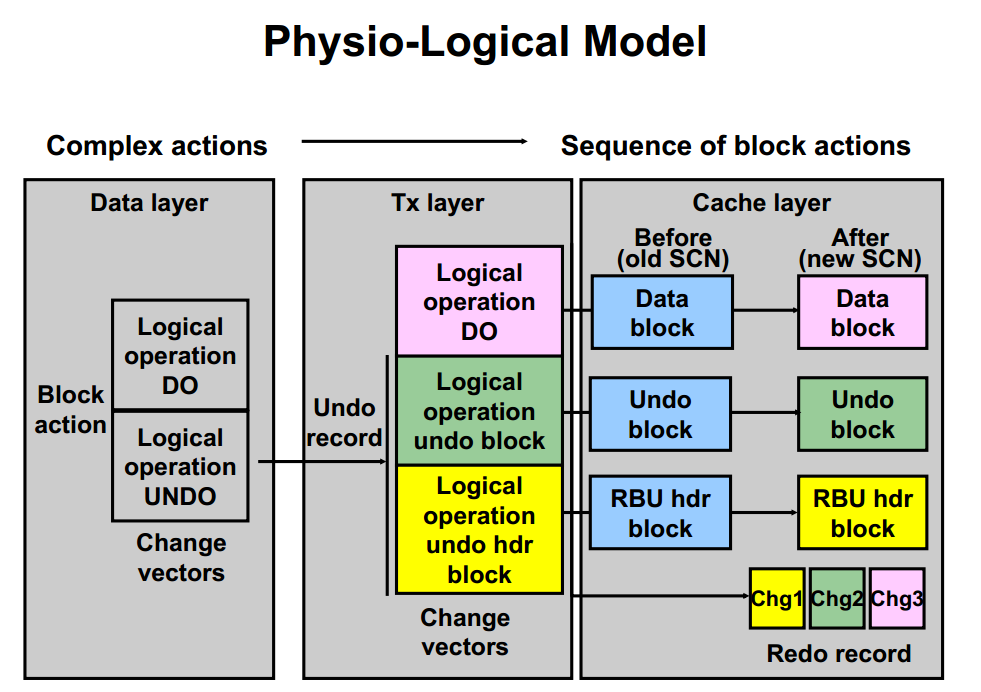 Physio-Logical Model
Complex actions
Sequence of block actions
Data layer
Logical
operation
DO
Block
action
Logical
operation
UNDO
Change
vectors
Tx layer
Logical
operation
DO
Undo
record
Logical
operation
undo block
Logical
operation
undo hdr
block
Change
vectors
Cache layer
Before
(old SCN)
After
(new SCN)
Data
block
Data
block
Undo
block
Undo
block
RBU hdr
block
RBU hdr
block
Chg1
Chg2
Chg3
Redo record